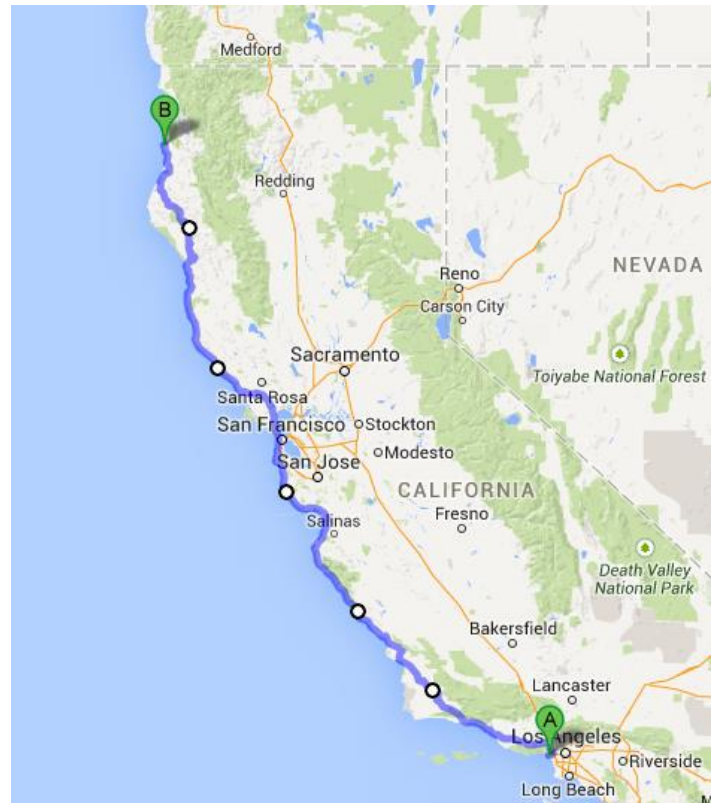 Medford
B
Redding
Reno
NEVADA
Carson City
Sacramento
Toiyabe National Forest
Santa Rosa
San Francisco
Stockton
Modesto
San Jose
CALIFORNIA
Fresno
Salinas
Death Valley
National Park
Bakersfield
Lancaster
A
Los Angeles
Riverside
Long Beach
M